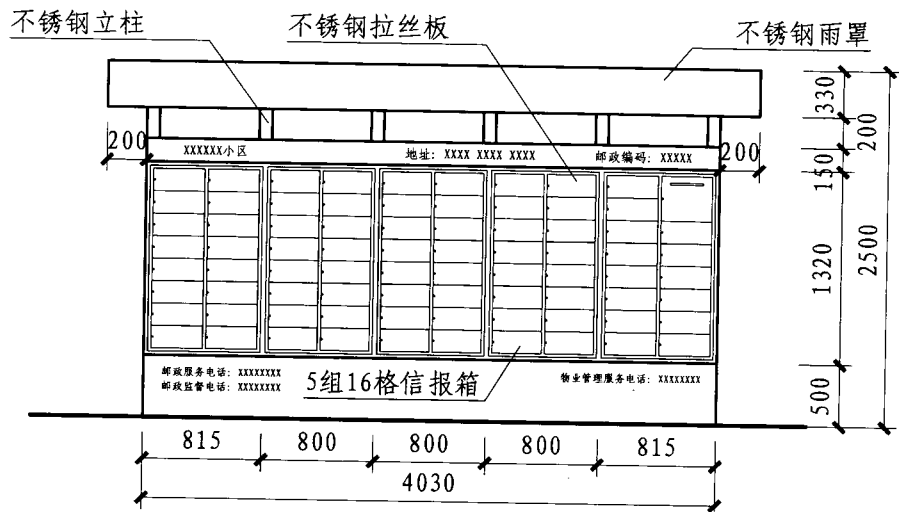 不锈钢立柱
不锈钢拉丝板
不锈钢雨罩
200
XXXXXX小区
地址: XXXX XXXX XXXX
邮政编码: XXXXX
200
330
200
150
1320
500
2500
邮政服务电话: XXXXXXXX
邮政监督电话: XXXXXXXX
5组16格信报箱
物业管理服务电话: XXXXXXXX
815
800
800
800
815
4030